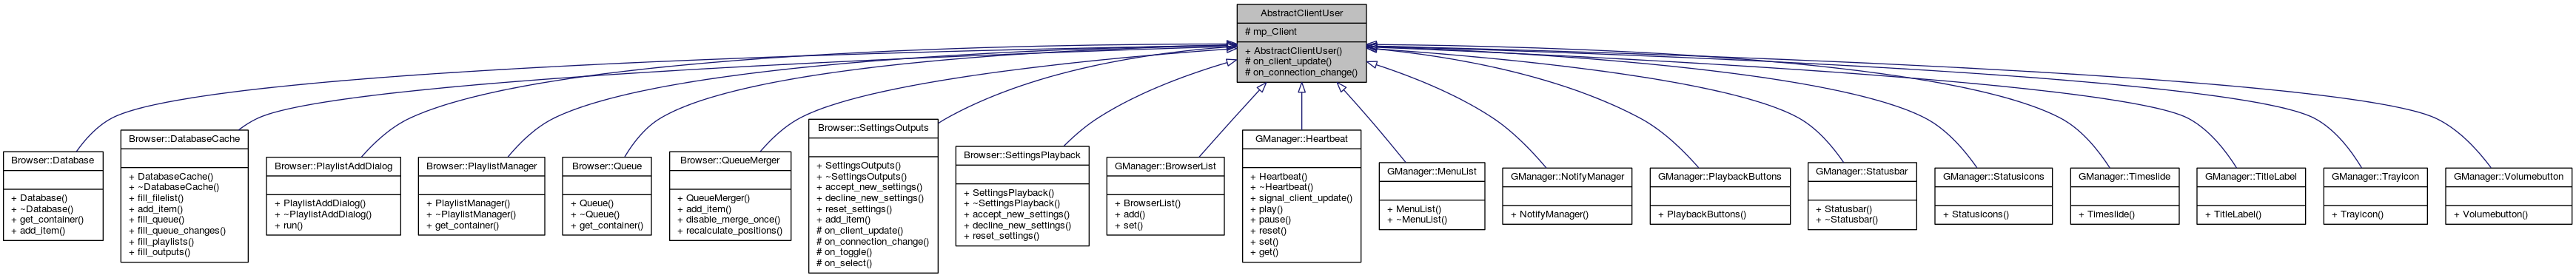 AbstractClientUser
# mp_Client
+ AbstractClientUser()
# on_client_update()
# on_connection_change()
Browser::Database
+ Database()
+ ~Database()
+ get_container()
+ add_item()
Browser::DatabaseCache
+ DatabaseCache()
+ ~DatabaseCache()
+ fill_filelist()
+ add_item()
+ fill_queue()
+ fill_queue_changes()
+ fill_playlists()
+ fill_outputs()
Browser::PlaylistAddDialog
+ PlaylistAddDialog()
+ ~PlaylistAddDialog()
+ run()
Browser::PlaylistManager
+ PlaylistManager()
+ ~PlaylistManager()
+ get_container()
Browser::Queue
+ Queue()
+ ~Queue()
+ get_container()
Browser::QueueMerger
+ QueueMerger()
+ add_item()
+ disable_merge_once()
+ recalculate_positions()
Browser::SettingsOutputs
+ SettingsOutputs()
+ ~SettingsOutputs()
+ accept_new_settings()
+ decline_new_settings()
+ reset_settings()
+ add_item()
# on_client_update()
# on_connection_change()
# on_toggle()
# on_select()
Browser::SettingsPlayback
+ SettingsPlayback()
+ ~SettingsPlayback()
+ accept_new_settings()
+ decline_new_settings()
+ reset_settings()
GManager::BrowserList
+ BrowserList()
+ add()
+ set()
GManager::Heartbeat
+ Heartbeat()
+ ~Heartbeat()
+ signal_client_update()
+ play()
+ pause()
+ reset()
+ set()
+ get()
GManager::MenuList
+ MenuList()
+ ~MenuList()
GManager::NotifyManager
+ NotifyManager()
GManager::PlaybackButtons
+ PlaybackButtons()
GManager::Statusbar
+ Statusbar()
+ ~Statusbar()
GManager::Statusicons
+ Statusicons()
GManager::Timeslide
+ Timeslide()
GManager::TitleLabel
+ TitleLabel()
GManager::Trayicon
+ Trayicon()
GManager::Volumebutton
+ Volumebutton()